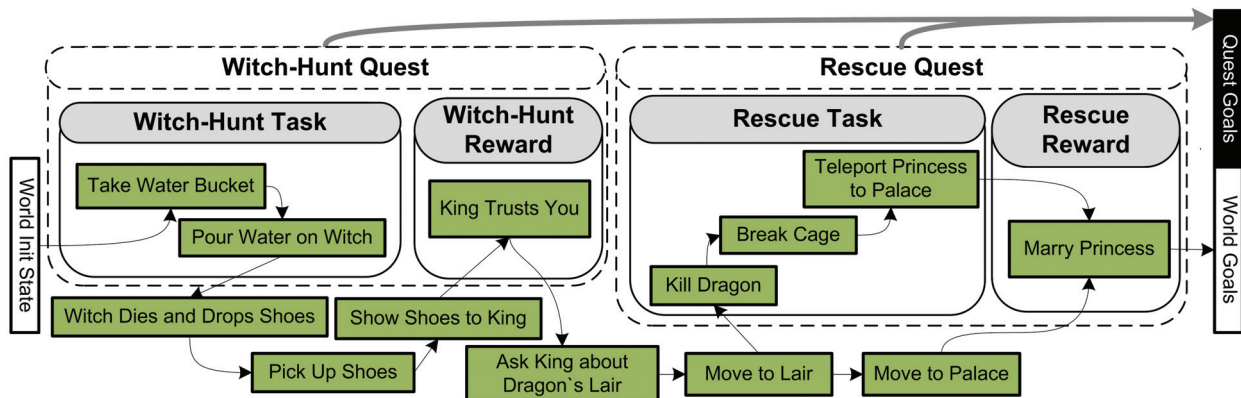 Witch-Hunt Quest
Rescue Quest
Quest Goals
Witch-Hunt Task
Witch-Hunt
Reward
Rescue Task
Rescue
Reward
World Init State
Take Water Bucket
Pour Water on Witch
King Trusts You
Teleport Princess
to Palace
Break Cage
Kill Dragon
Marry Princess
World Goals
Witch Dies and Drops Shoes
Show Shoes to King
Pick Up Shoes
Ask King about
Dragon`s Lair
Move to Lair
Move to Palace